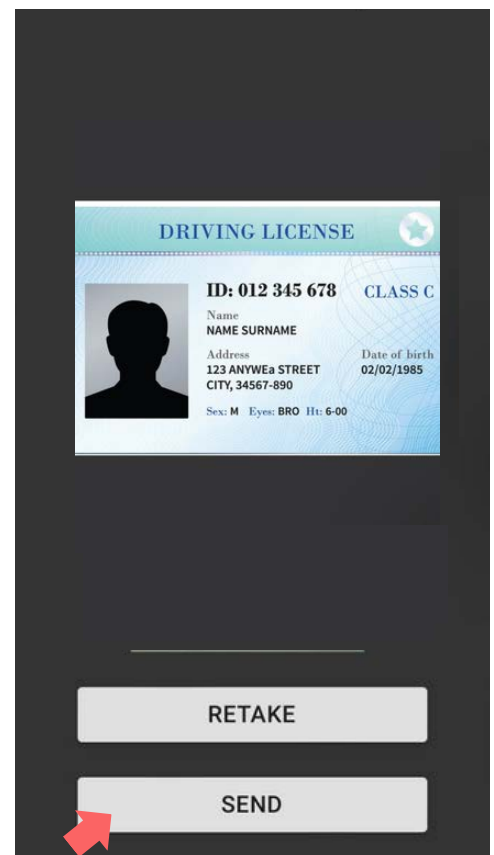 DRIVING LICENSE
ID: 012 345 678 CLASS C
Name
NAME SURNAME
Address Date of birth
123 ANYWEa STREET 02/02/1985
CITY, 34567-890
Sex: M Eyes: BRO Ht: 6-00
RETAKE
SEND